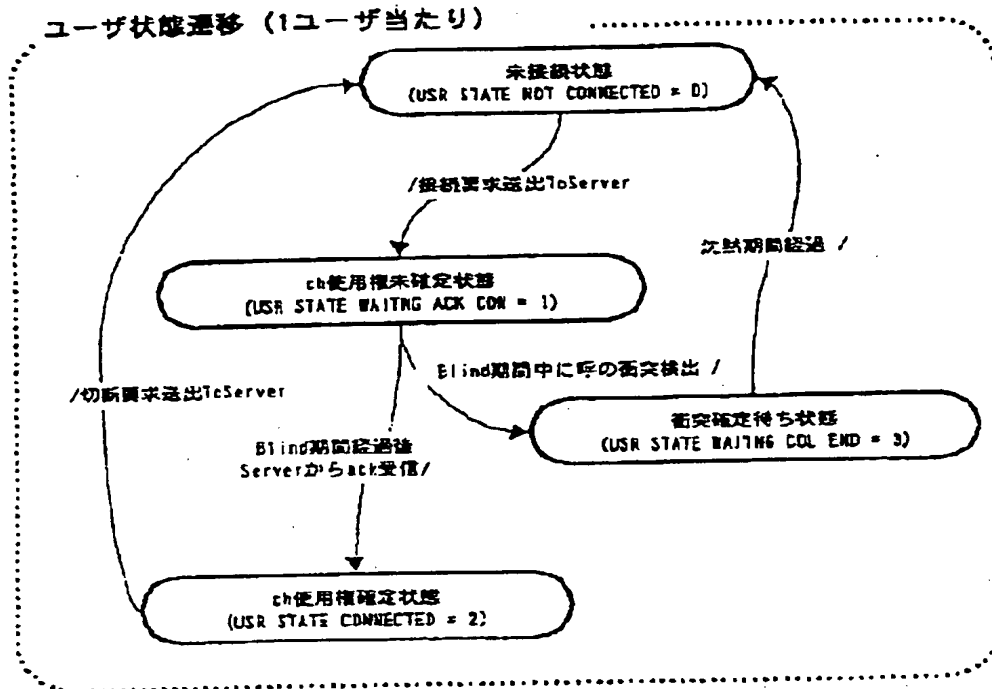 ユーザ状態遷移 (1ユーザ当たり)
未接続状態
(USR STATE NOT CONNECTED = 0)
/接続要求送出ToServer
沈黙期間経過 /
ch使用権未確定状態
(USR STATE WAITNG ACK CON = 1)
Blind期間中に呼の衝突検出 /
/切断要求送出ToServer
衝突確定待ち状態
(USR STATE WAITING COL END = 3)
Blind期間経過後
Serverからack受信/
ch使用権確定状態
(USR STATE CONNECTED = 2)